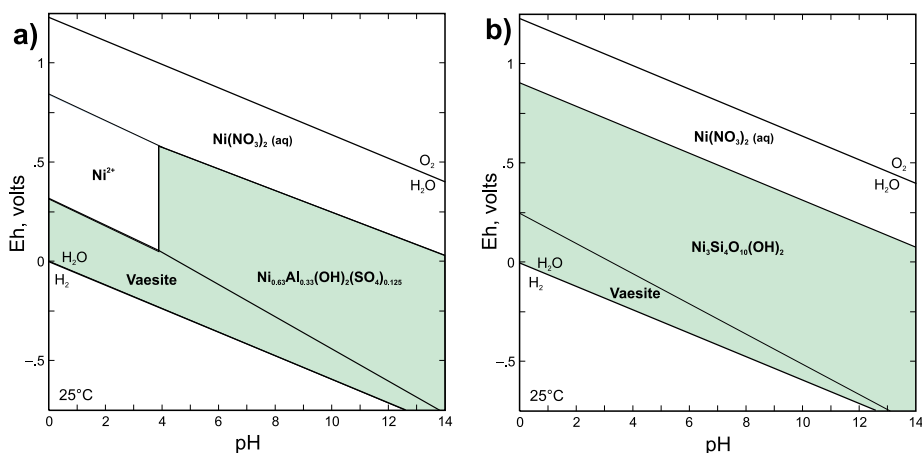 a)
Eh, volts
1
.5
0
–.5
Ni(NO₃)₂ (aq)
Ni²⁺
O₂
H₂O
H₂O
H₂
Vaesite
Ni₀.₆₃Al₀.₃₃(OH)₂(SO₄)₀.₁₂₅
25°C
0 2 4 6 8 10 12 14
pH
b)
Eh, volts
1
.5
0
–.5
Ni(NO₃)₂ (aq)
O₂
H₂O
Ni₃Si₄O₁₀(OH)₂
H₂O
H₂
Vaesite
25°C
0 2 4 6 8 10 12 14
pH